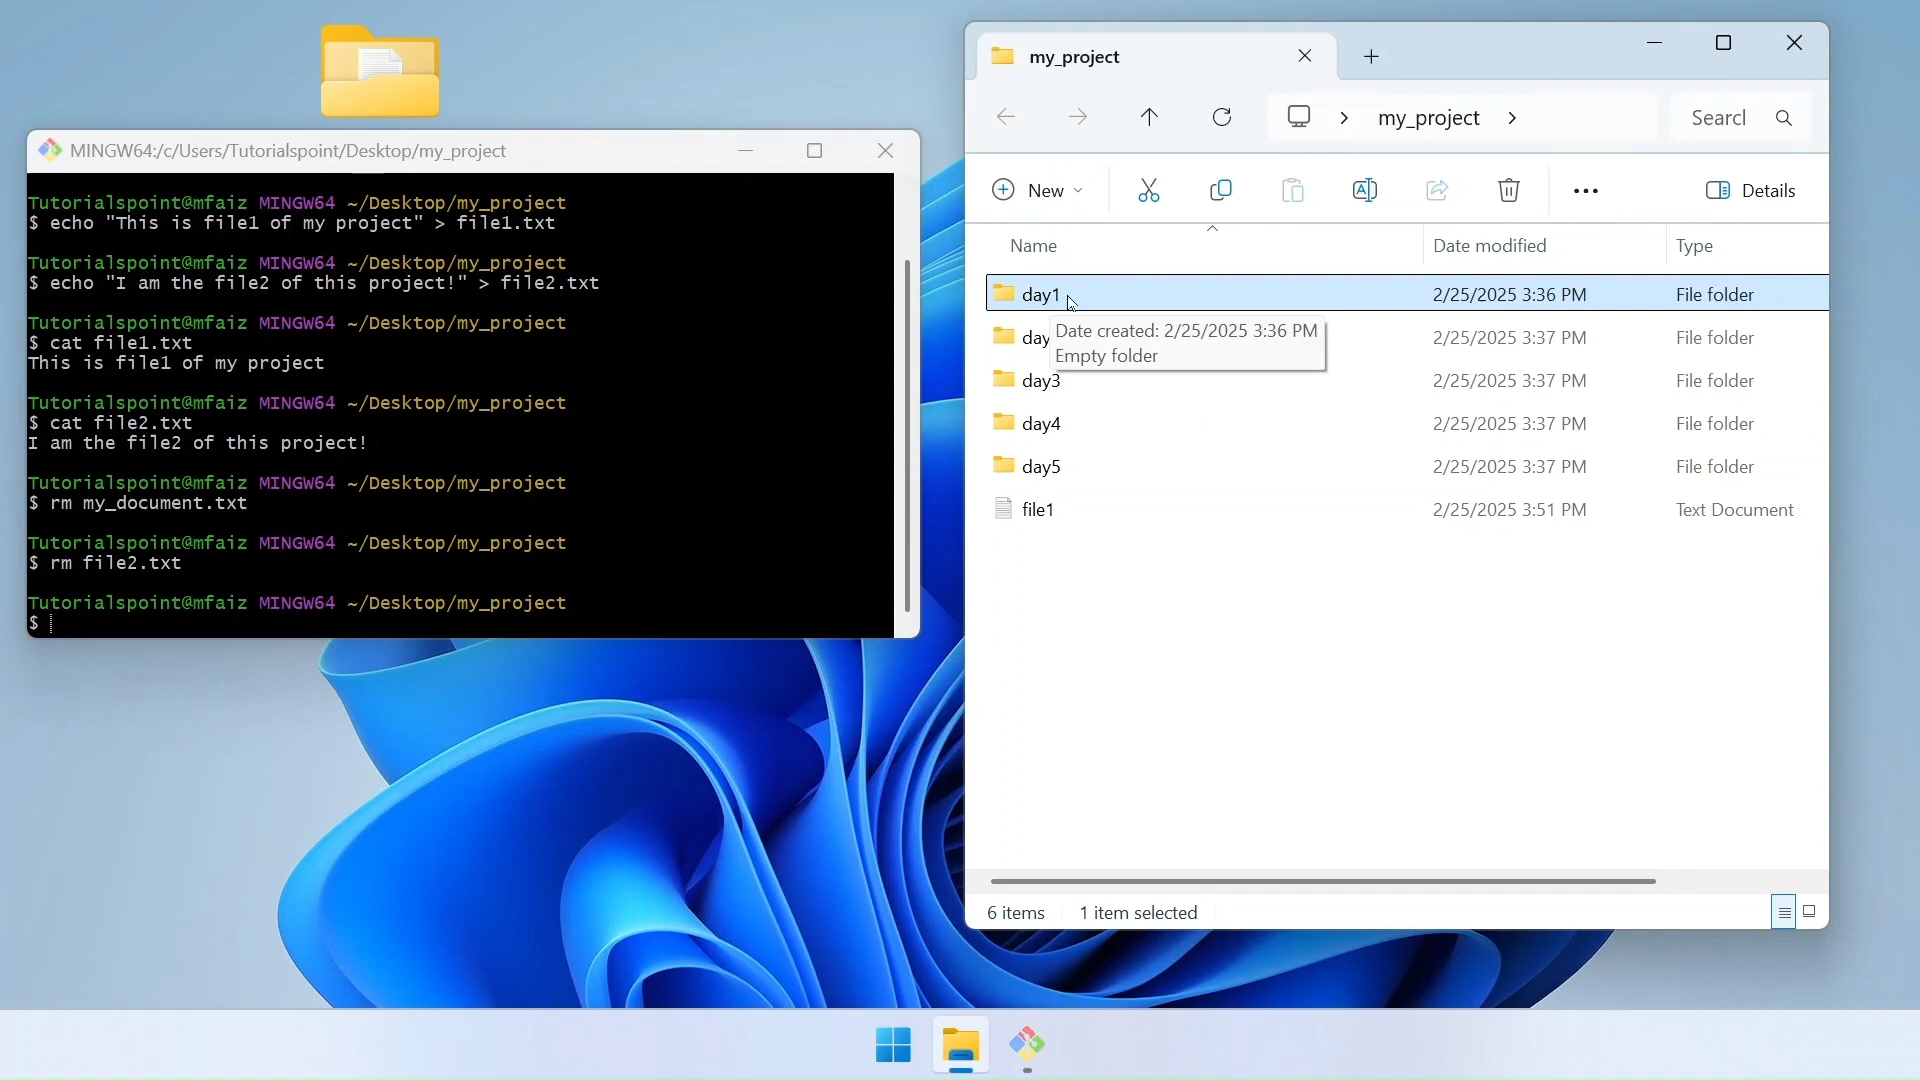 MINGW64:/c/Users/Tutorialspoint/Desktop/my_project
Tutorialspoint@mfaiz MINGW64 ~/Desktop/my_project
$ echo "This is file1 of my project" > file1.txt
Tutorialspoint@mfaiz MINGW64 ~/Desktop/my_project
$ echo "I am the file2 of this project!" > file2.txt
Tutorialspoint@mfaiz MINGW64 ~/Desktop/my_project
$ cat file1.txt
This is file1 of my project
Tutorialspoint@mfaiz MINGW64 ~/Desktop/my_project
$ cat file2.txt
I am the file2 of this project!
Tutorialspoint@mfaiz MINGW64 ~/Desktop/my_project
$ rm my_document.txt
Tutorialspoint@mfaiz MINGW64 ~/Desktop/my_project
$ rm file2.txt
Tutorialspoint@mfaiz MINGW64 ~/Desktop/my_project
$
my_project
my_project
Searcl
New
Details
Name Date modified Type
day1 2/25/2025 3:36 PM File folder
day 2/25/2025 3:37 PM File folder
Date created: 2/25/2025 3:36 PM
Empty folder
day3 2/25/2025 3:37 PM File folder
day4 2/25/2025 3:37 PM File folder
day5 2/25/2025 3:37 PM File folder
file1 2/25/2025 3:51 PM Text Document
6 items 1 item selected